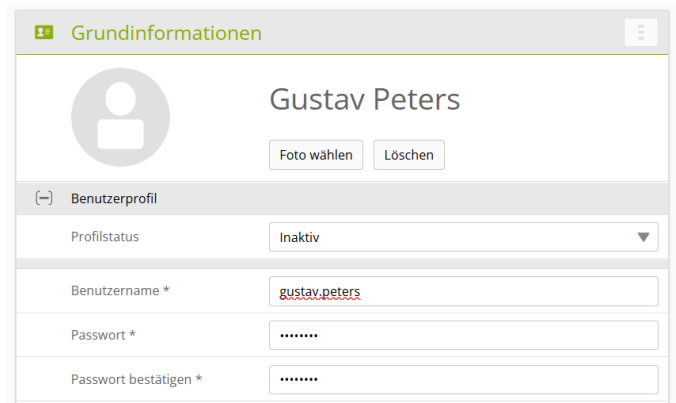 Grundinformationen
Gustav Peters
Foto wählen Löschen
Benutzerprofil
Profilstatus Inaktiv
Benutzername * gustav.peters
Passwort * ••••••••
Passwort bestätigen * ••••••••